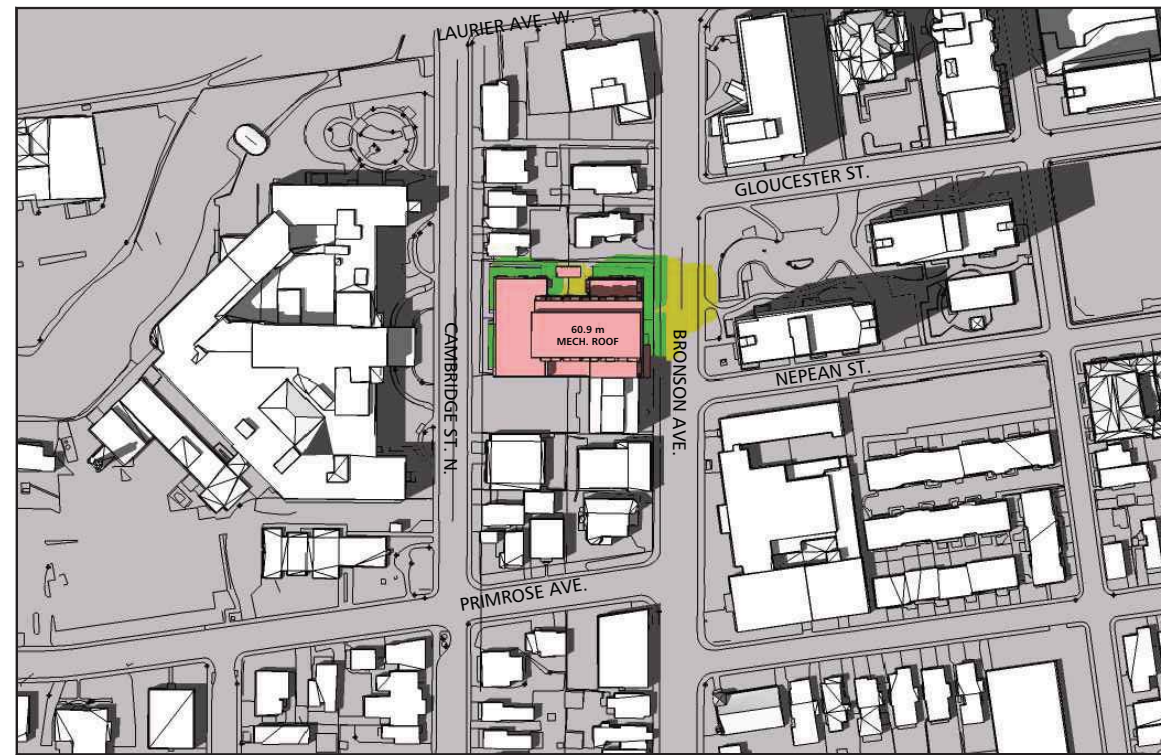 LAURIER AVE. W.
GLOUCESTER ST.
60.9 m
MECH. ROOF
CAMBRIDGE ST. N
BRONSON AVE.
NEPEAN ST.
PRIMROSE AVE.